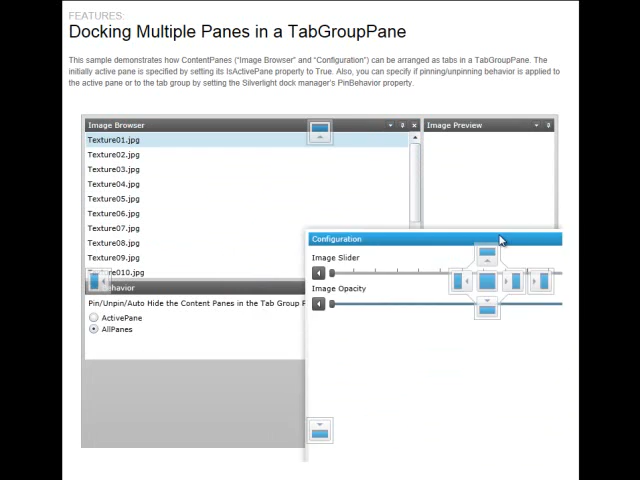 FEATURES:
Docking Multiple Panes in a TabGroupPane
This sample demonstrates how ContentPanes ("Image Browser" and "Configuration") can be arranged as tabs in a TabGroupPane. The
initially active pane is specified by setting its IsActivePane property to True. Also, you can specify if pinning/unpinning behavior is applied to
the active pane or to the tab group by setting the Silverlight dock manager's PinBehavior property.
Image Browser
Image Preview
Texture01.jpg
Texture02.jpg
Texture03.jpg
Texture04.jpg
Texture05.jpg
Texture06.jpg
Texture07.jpg
Texture08.jpg
Texture09.jpg
Texture010.jpg
Configuration
Image Slider
Image Opacity
havior
Pin/Unpin/Auto Hide the Content Panes in the Tab Group P
ActivePane
AllPanes